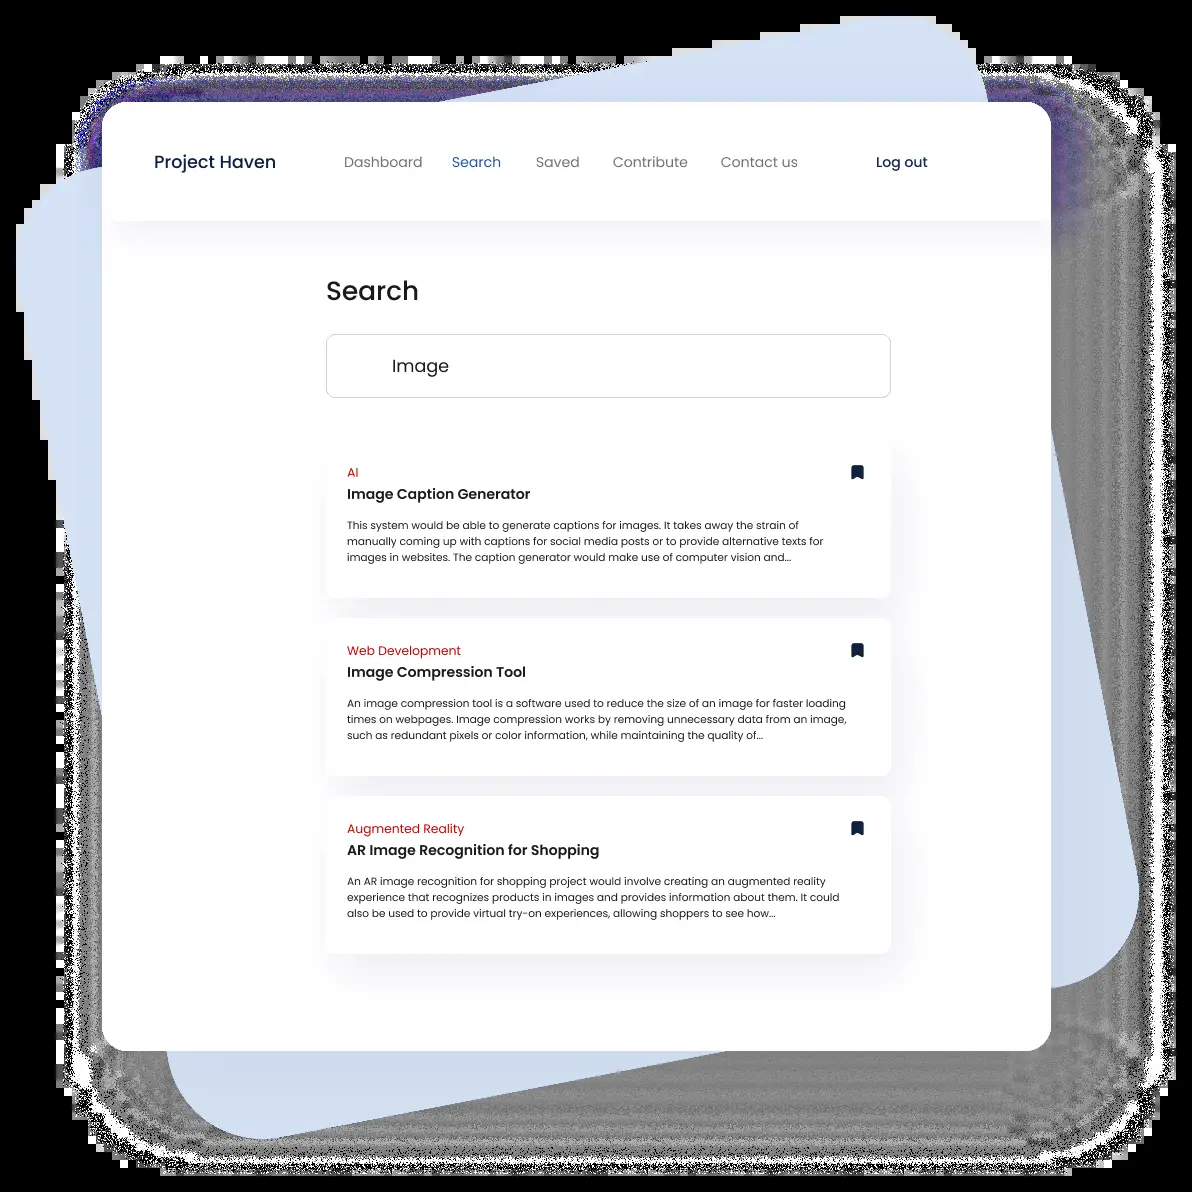 Project Haven Dashboard Search Saved Contribute Contact us Log out
Search
Image
AI
Image Caption Generator
This system would be able to generate captions for images. It takes away the strain of
manually coming up with captions for social media posts or to provide alternative texts for
images in websites. The caption generator would make use of computer vision and...
Web Development
Image Compression Tool
An image compression tool is a software used to reduce the size of an image for faster loading
times on webpages. Image compression works by removing unnecessary data from an image,
such as redundant pixels or color information, while maintaining the quality of...
Augmented Reality
AR Image Recognition for Shopping
An AR image recognition for shopping project would involve creating an augmented reality
experience that recognizes products in images and provides information about them. It could
also be used to provide virtual try-on experiences, allowing shoppers to see how...